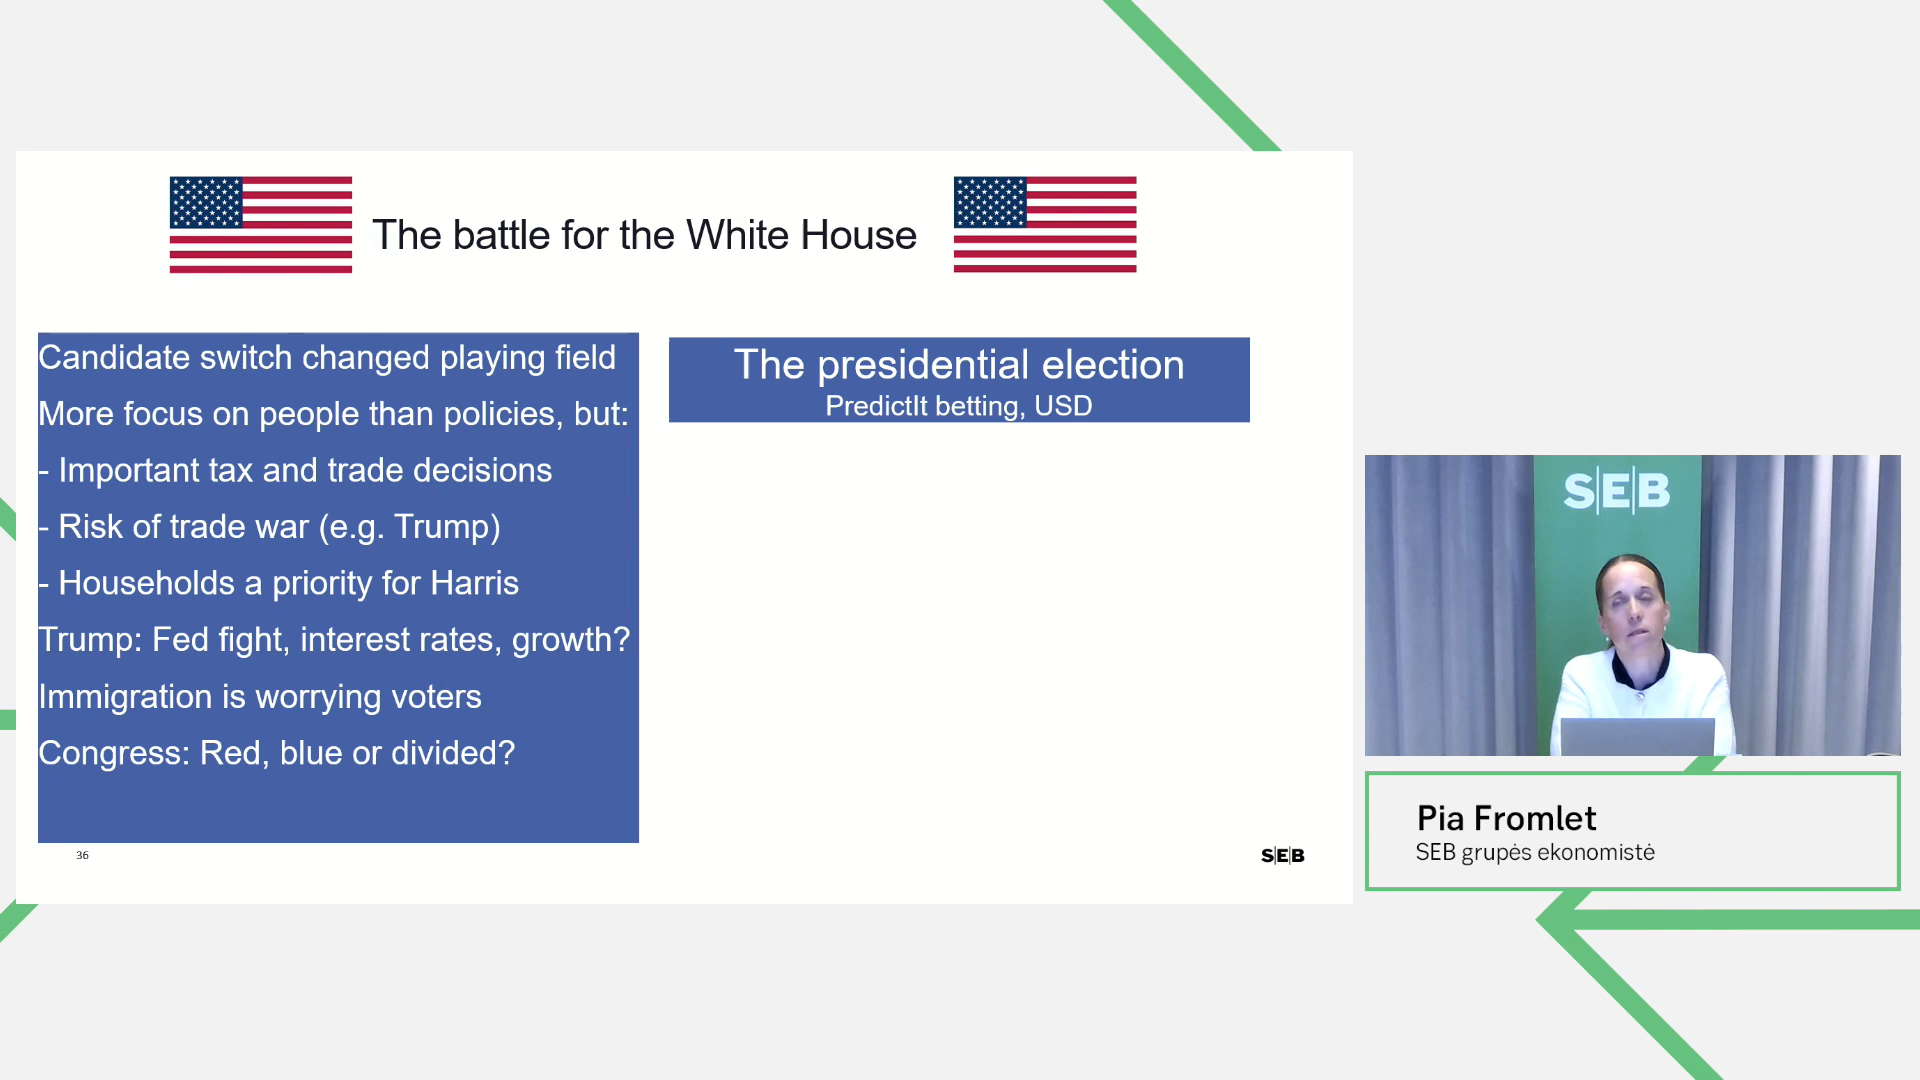 The battle for the White House
Candidate switch changed playing field
More focus on people than policies, but:
- Important tax and trade decisions
- Risk of trade war (e.g. Trump)
- Households a priority for Harris
Trump: Fed fight, interest rates, growth?
Immigration is worrying voters
Congress: Red, blue or divided?
The presidential election
PredictIt betting, USD
36
SEB
SEB
Pia Fromlet
SEB grupės ekonomistė